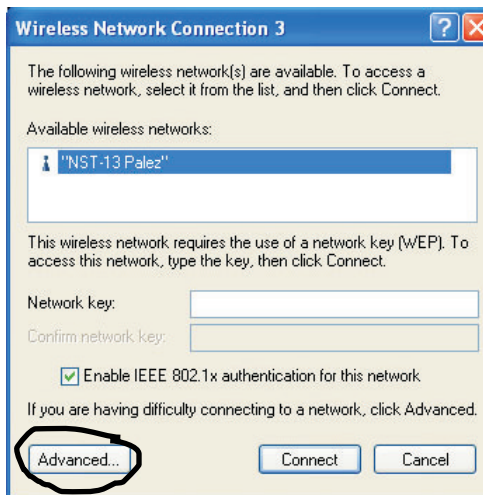 Wireless Network Connection 3
The following wireless network(s) are available. To access a
wireless network, select it from the list, and then click Connect.
Available wireless networks:
"NST-13 Palez"
This wireless network requires the use of a network key (WEP). To
access this network, type the key, then click Connect.
Network key:
Confirm network key:
Enable IEEE 802.1x authentication for this network
If you are having difficulty connecting to a network, click Advanced.
Advanced... Connect Cancel